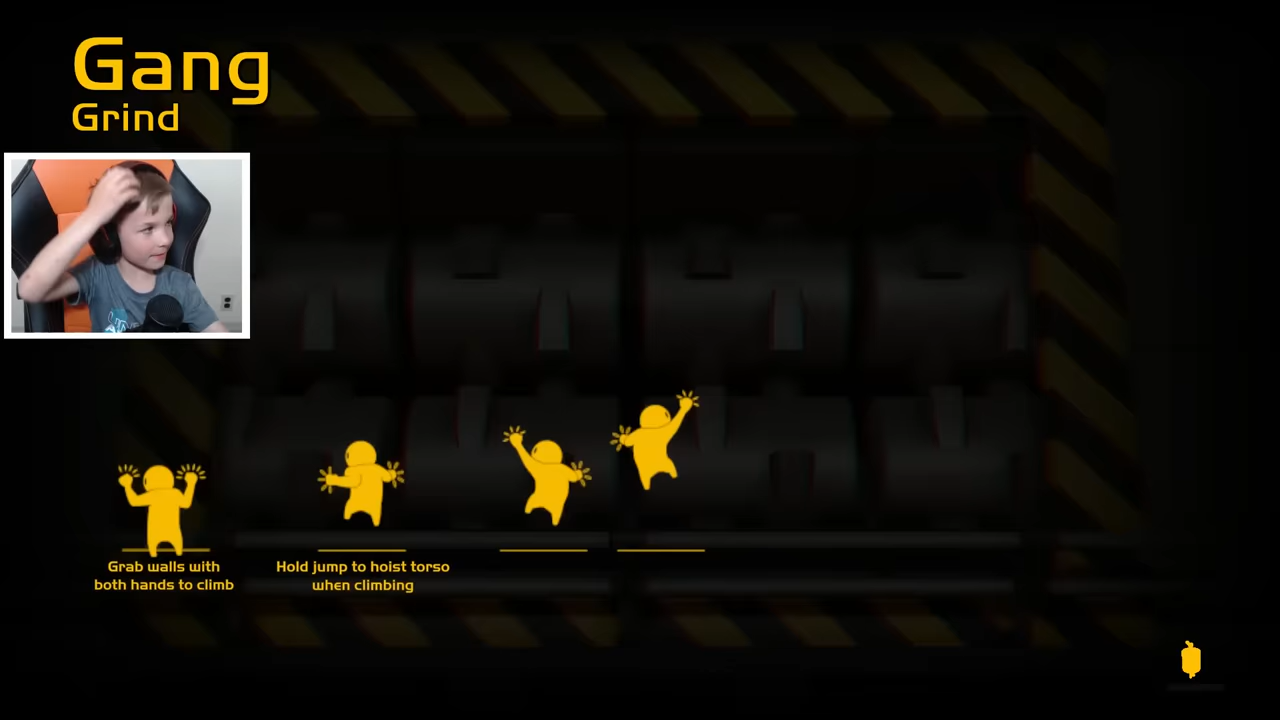 Gang
Grind
Grab walls with
both hands to climb
Hold jump to hoist torso
when climbing